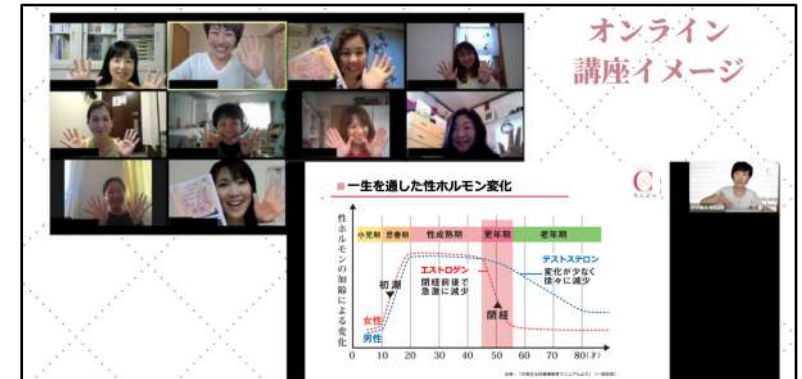 オンライン
講座イメージ
■一生を通した性ホルモン変化
性ホルモンの加齢による変化
小児期 思春期 性成熟期 更年期 老年期
テストステロン
エストロゲン
変化が少なく
徐々に減少
閉経前後で
急激に減少
初潮
閉経
女性
男性
0 10 20 30 40 50 60 70 80(才)